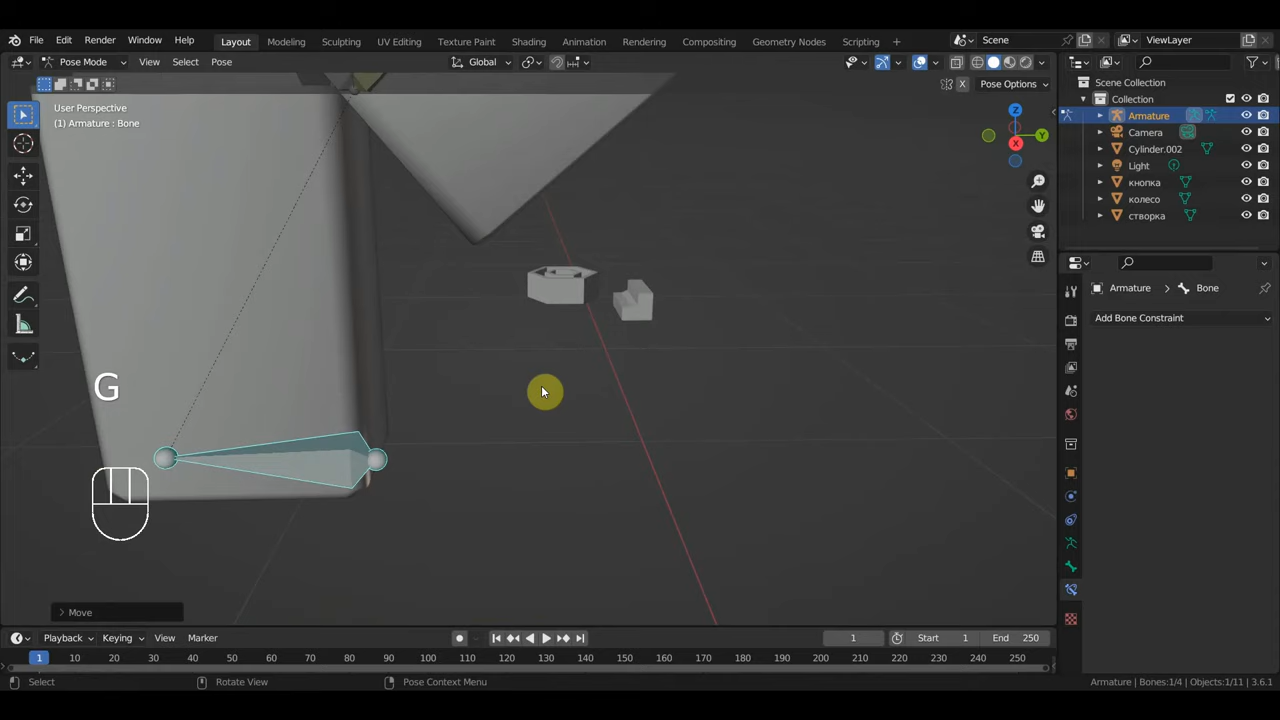 File Edit Render Window Help
Layout Modeling Sculpting UV Editing Texture Paint Shading Animation Rendering Compositing Geometry Nodes Scripting +
Scene
ViewLayer
Pose Mode View Select Pose
Global
X Pose Options
User Perspective
(1) Armature : Bone
Z
Y
X
Scene Collection
Collection
Armature
Camera
Cylinder.002
Light
кнопка
колесо
створка
Armature > Bone
Add Bone Constraint
G
> Move
Playback Keying View Marker
1
Start 1
End 250
1 10 20 30 40 50 60 70 80 90 100 110 120 130 140 150 160 170 180 190 200 210 220 230 240 250
Select
Rotate View
Pose Context Menu
Armature | Bones:1/4 | Objects:1/11 | 3.6.1